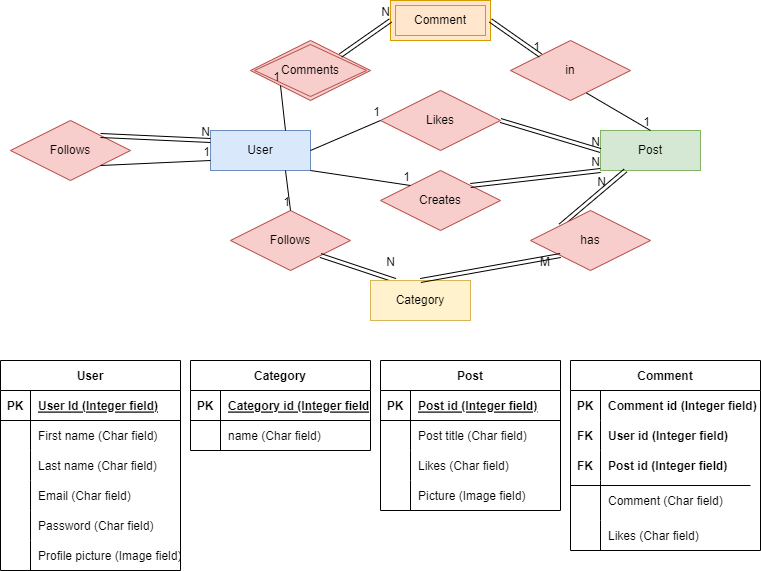 N
Comment
1
Comments
1
in
1
Likes
1
Follows
N
1
User
N
Post
N
1
Creates
N
1
Follows
N
has
M
Category
User
PK User Id (Integer field)
First name (Char field)
Last name (Char field)
Email (Char field)
Password (Char field)
Profile picture (Image field)
Category
PK Category id (Integer field
name (Char field)
Post
PK Post id (Integer field)
Post title (Char field)
Likes (Char field)
Picture (Image field)
Comment
PK Comment id (Integer field)
FK User id (Integer field)
FK Post id (Integer field)
Comment (Char field)
Likes (Char field)